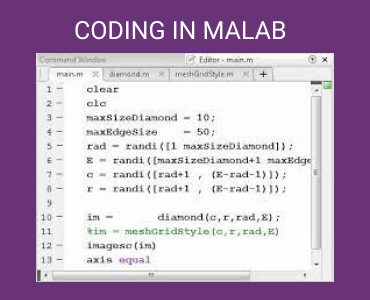 CODING IN MALAB
Command Window
Editor - main.m
main.m diamond.m meshGridStyle.m +
1 - clear
2 - clc
3 - maxSizeDiamond = 10;
4 - maxEdgeSize = 50;
5 - rad = randi([1 maxSizeDiamond]);
6 - E = randi([maxSizeDiamond+1 maxEdge
7 - c = randi([rad+1 , (E-rad-1)]);
8 - r = randi([rad+1 , (E-rad-1)]);
9
10 - im = diamond(c,r,rad,E);
11 %im = meshGridStyle(c,r,rad,E)
12 - imagesc(im)
13 - axis equal